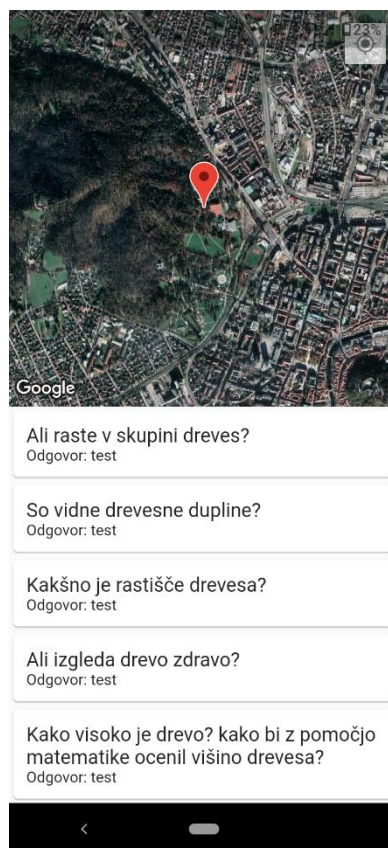 23%
Google
Ali raste v skupini dreves?
Odgovor: test
So vidne drevesne dupline?
Odgovor: test
Kakšno je rastišče drevesa?
Odgovor: test
Ali izgleda drevo zdravo?
Odgovor: test
Kako visoko je drevo? kako bi z pomočjo
matematike ocenil višino drevesa?
Odgovor: test